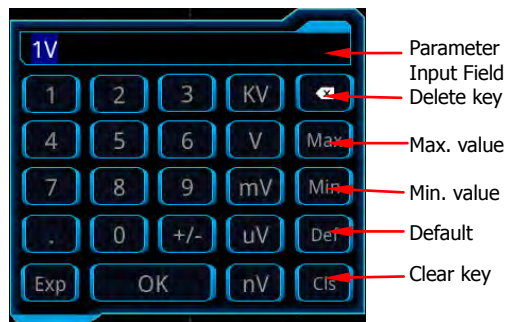 1V
Parameter
Input Field
1 2 3 KV
Delete key
4 5 6 V Max
Max. value
7 8 9 mV Min
Min. value
. 0 +/- uV Def
Default
Exp OK nV Cls
Clear key